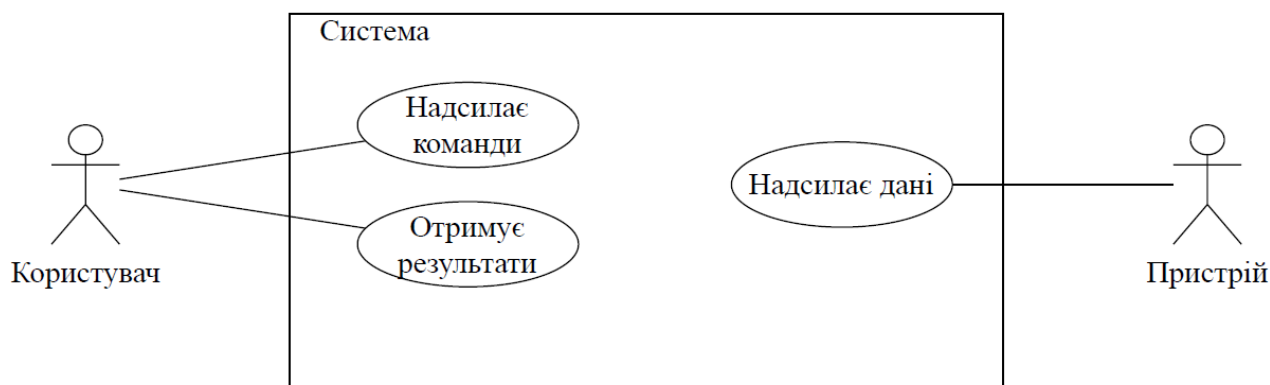 Система
Надсилає
команди
Надсилає дані
Отримує
результати
Користувач
Пристрій